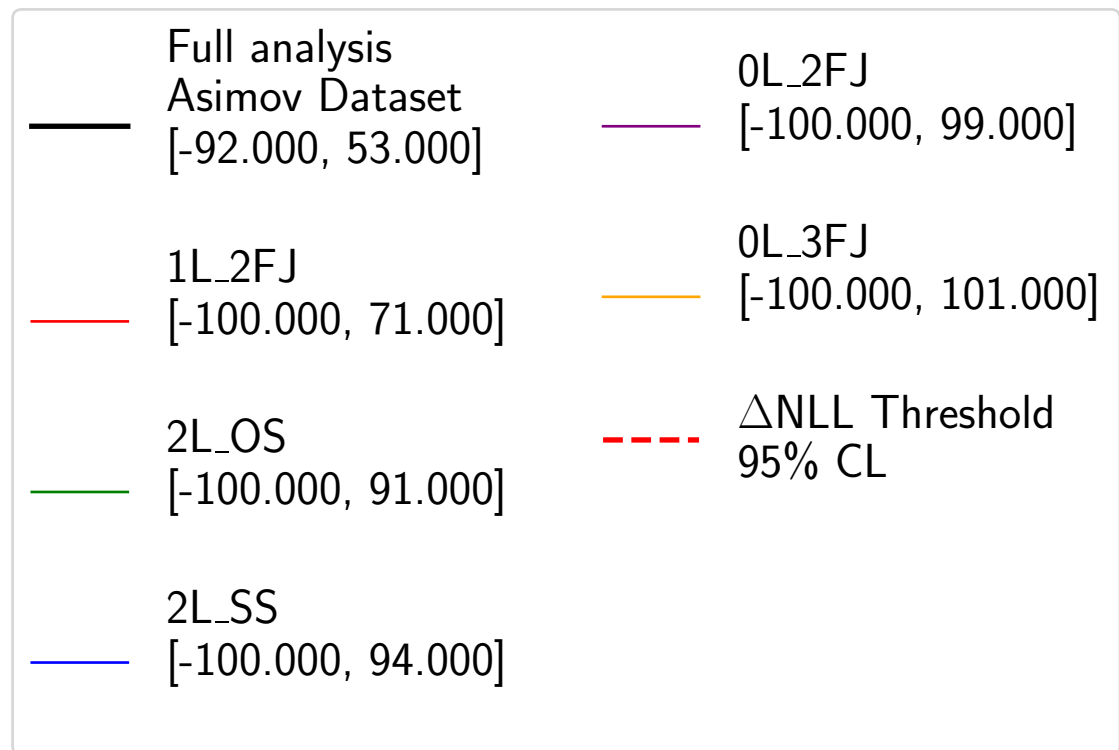 Full analysis
Asimov Dataset
[-92.000, 53.000]
1L_2FJ
[-100.000, 71.000]
2L_OS
[-100.000, 91.000]
2L_SS
[-100.000, 94.000]
0L_2FJ
[-100.000, 99.000]
0L_3FJ
[-100.000, 101.000]
ΔNLL Threshold
95% CL